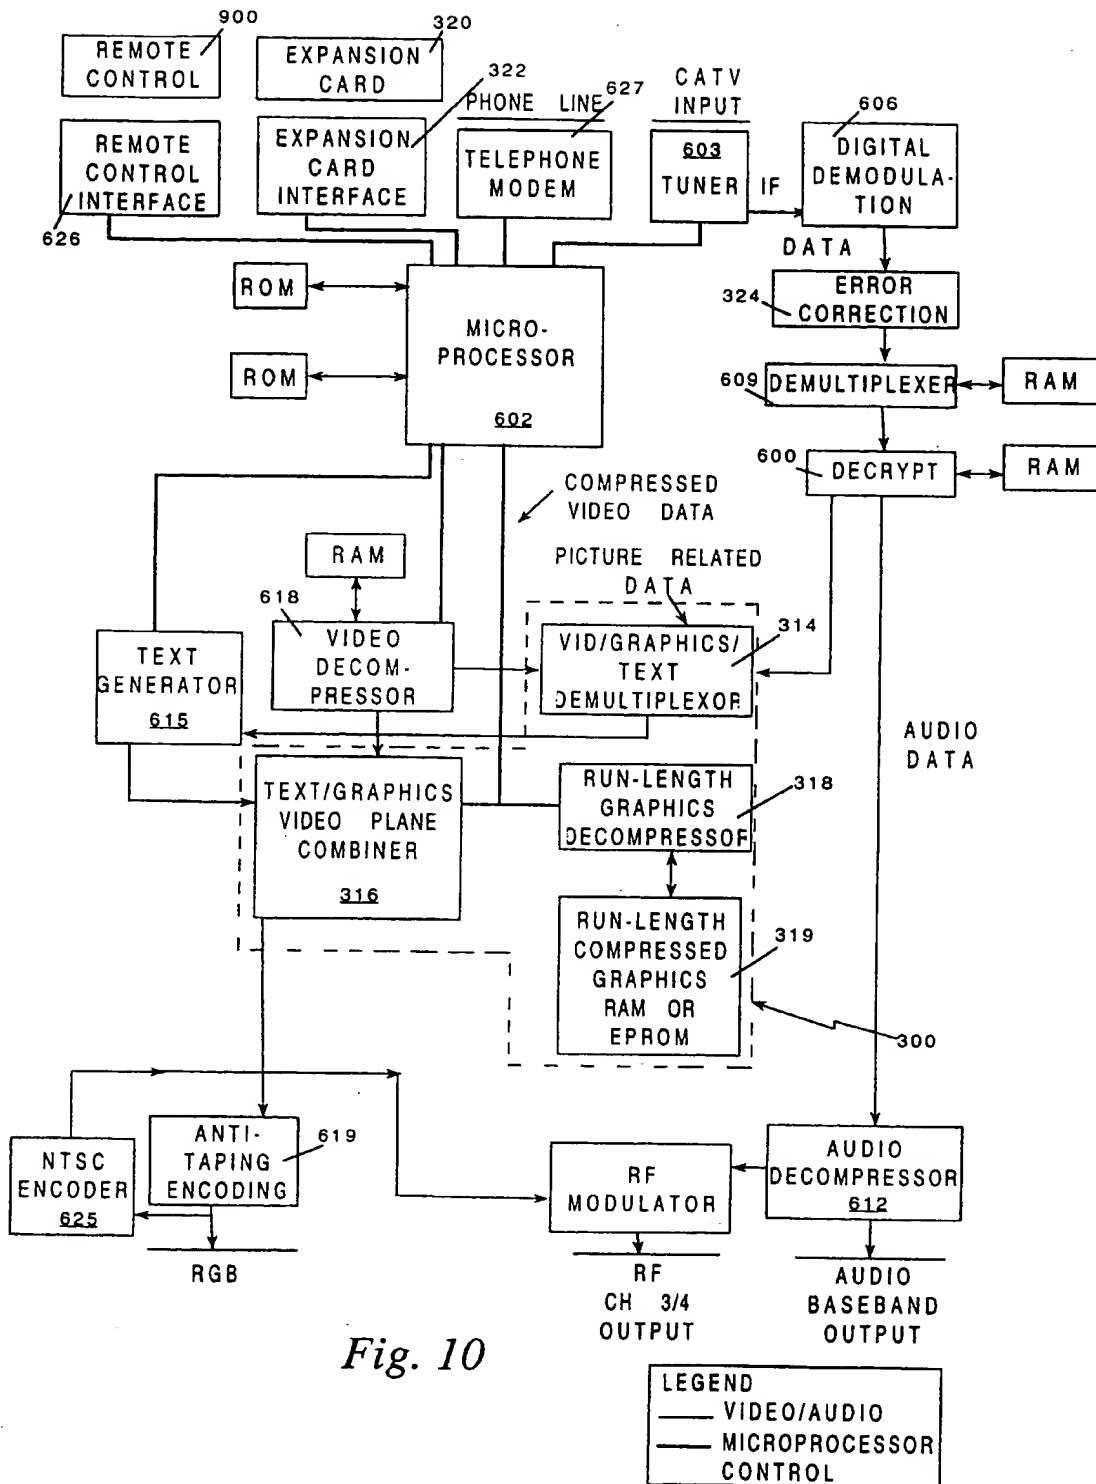 900
REMOTE
CONTROL
320
EXPANSION
CARD
322
PHONE LINE
627
CATV
INPUT
606
REMOTE
CONTROL
INTERFACE
626
EXPANSION
CARD
INTERFACE
TELEPHONE
MODEM
603
TUNER
IF
DIGITAL
DEMODULA-
TION
DATA
ROM
ROM
MICRO-
PROCESSOR
602
324
ERROR
CORRECTION
609
DEMULTIPLEXER
RAM
600
DECRYPT
RAM
COMPRESSED
VIDEO DATA
RAM
PICTURE RELATED
DATA
618
VIDEO
DECOM-
PRESSOR
314
VID/GRAPHICS/
TEXT
DEMULTIPLEXOR
TEXT
GENERATOR
615
AUDIO
DATA
TEXT/GRAPHICS
VIDEO PLANE
COMBINER
316
RUN-LENGTH
GRAPHICS
DECOMPRESSOR
318
RUN-LENGTH
COMPRESSED
GRAPHICS
RAM OR
EPROM
319
300
NTSC
ENCODER
625
ANTI-
TAPING
ENCODING
619
RF
MODULATOR
AUDIO
DECOMPRESSOR
612
RGB
RF
CH 3/4
OUTPUT
AUDIO
BASEBAND
OUTPUT
Fig. 10
LEGEND
VIDEO/AUDIO
MICROPROCESSOR
CONTROL